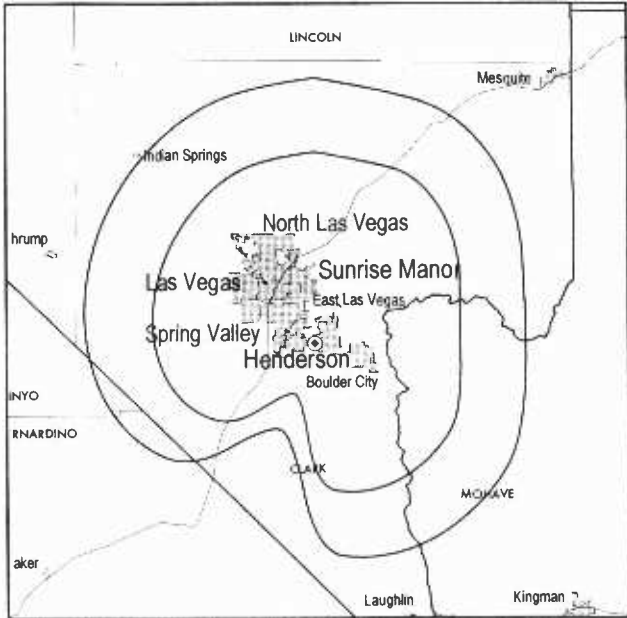 LINCOLN
Mesquite
Indian Springs
North Las Vegas
hrump
Sunrise Manor
Las Vegas
East Las Vegas
Spring Valley
Henderson
Boulder City
INYO
RNARDINO
CLARK
MOHAVE
aker
Laughlin
Kingman